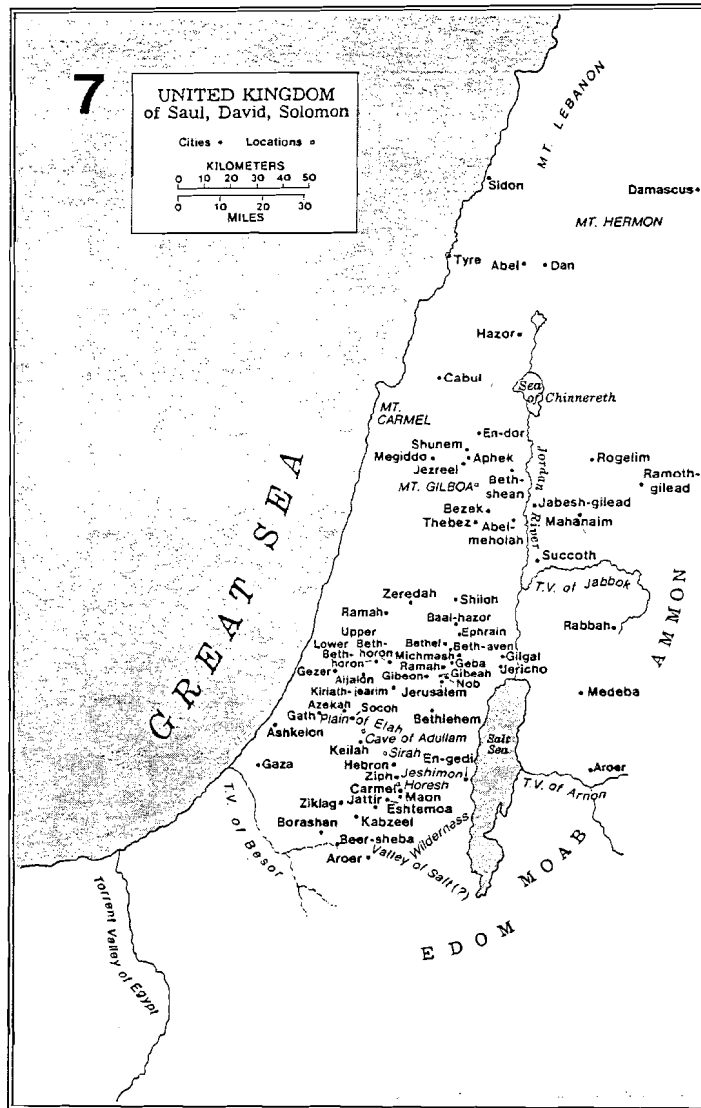 7
UNITED KINGDOM
of Saul, David, Solomon
Cities • Locations ▫
KILOMETERS
0 10 20 30 40 50
0 10 20 30
MILES
MT. LEBANON
Sidon
Damascus
MT. HERMON
Tyre
Abel
Dan
Hazor
Cabul
Sea
of Chinnereth
MT.
CARMEL
En-dor
Shunem
Megiddo
Aphek
Jezreel
Rogelim
Ramoth-
gilead
MT. GILBOA
Beth-
shean
Jordan
River
Bezek
Jabesh-gilead
Thebez
Abel-
meholah
Mahanaim
Succoth
T.V. of Jabbok
GREAT SEA
Zeredah
Shiloh
Ramah
Baal-hazor
Ephraim
Rabbah
AMMON
Upper
Beth-
horon
Lower
Beth-
horon
Bethel
Beth-aven
Michmash
Ramah
Geba
Gilgal
Jericho
Gezer
Aijalon
Gibeon
Gibeah
Nob
Kiriath-jearim
Jerusalem
Medeba
Azekah
Socoh
Gath
Plain of Elah
Bethlehem
Salt
Sea
Ashkelon
Cave of Adullam
Keilah
Sirah
En-gedi
Gaza
Hebron
Ziph
Jeshimon
Aroer
Carmel
Horesh
T.V. of Arnon
Ziklag
Jattir
Maon
Eshtemoa
Kabzeel
Borashan
Beer-sheba
Wilderness
T.V. of Besor
Aroer
Valley of Salt(?)
MOAB
EDOM
Torrent Valley of Egypt